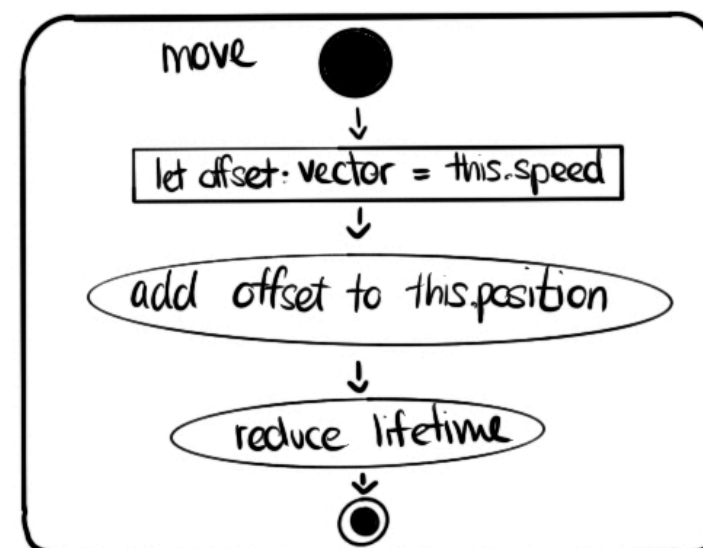 move
let offset: vector = this.speed
add offset to this.position
reduce lifetime